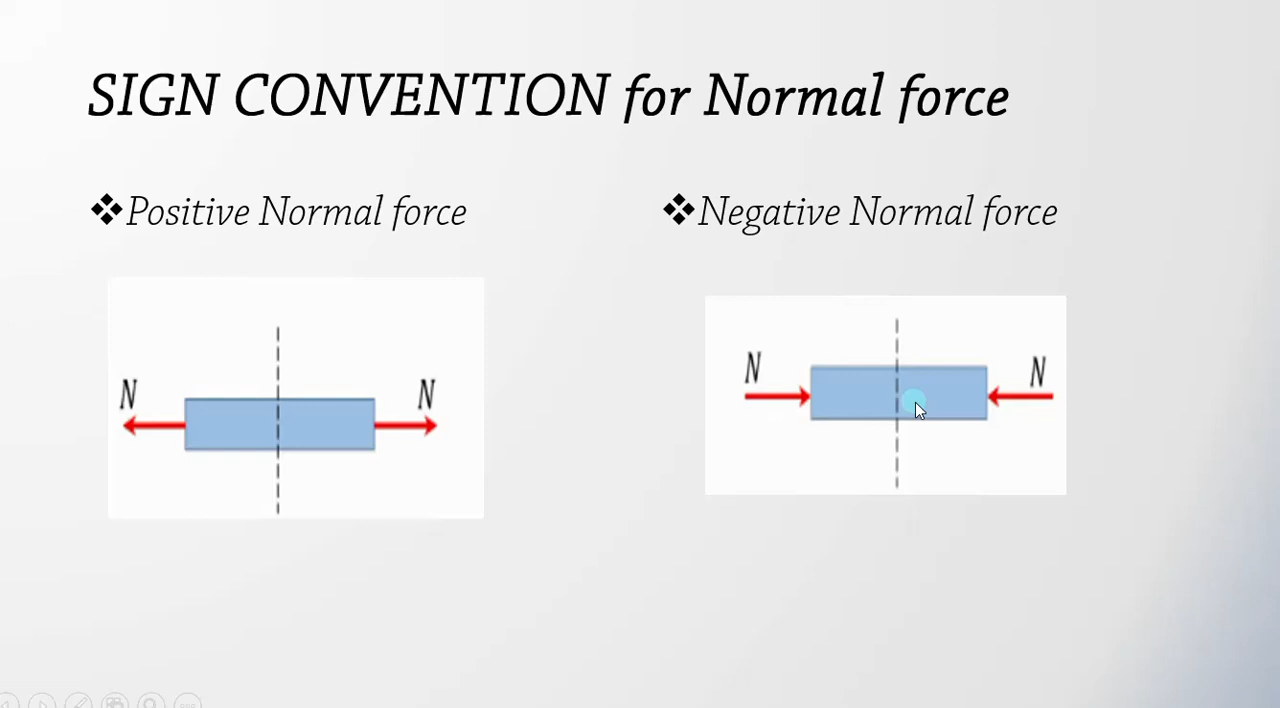 SIGN CONVENTION for Normal force
❖Positive Normal force
❖Negative Normal force
N N
N N